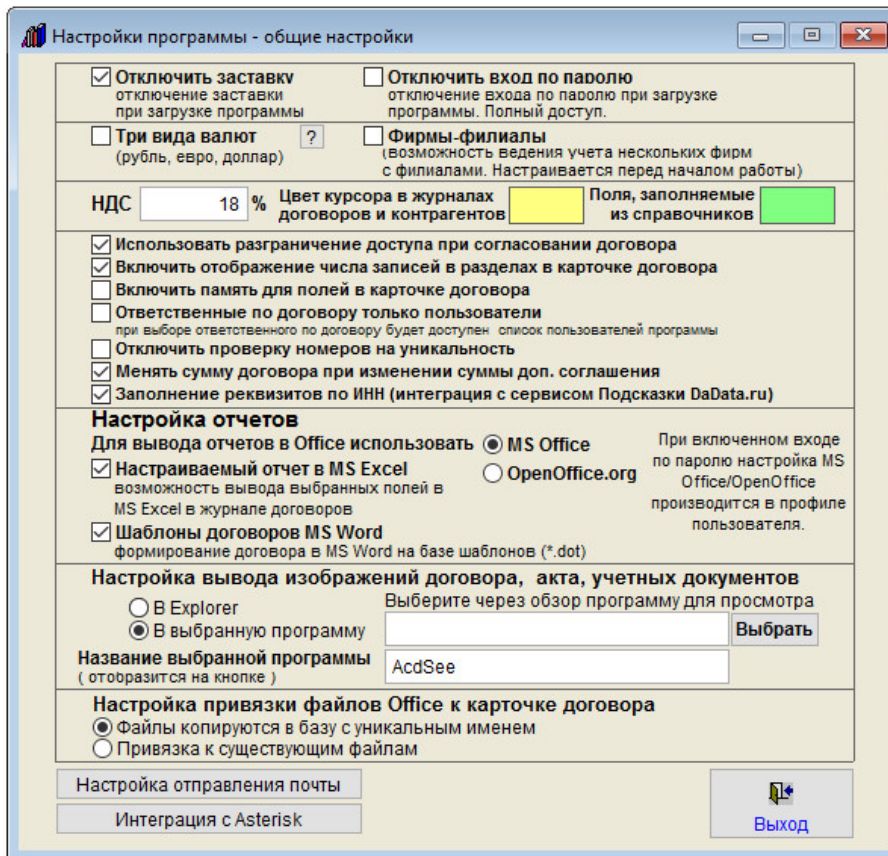 Настройки программы - общие настройки
Отключить заставку
отключение заставки
при загрузке программы
Отключить вход по паролю
отключение входа по паролю при загрузке
программы. Полный доступ.
Три вида валют
(рубль, евро, доллар)
?
Фирмы-филиалы
(возможность ведения учета нескольких фирм
с филиалами. Настраивается перед началом работы)
НДС 18 %
Цвет курсора в журналах
договоров и контрагентов
Поля, заполняемые
из справочников
Использовать разграничение доступа при согласовании договора
Включить отображение числа записей в разделах в карточке договора
Включить память для полей в карточке договора
Ответственные по договору только пользователи
при выборе ответственного по договору будет доступен список пользователей программы
Отключить проверку номеров на уникальность
Менять сумму договора при изменении суммы доп. соглашения
Заполнение реквизитов по ИНН (интеграция с сервисом Подсказки DaData.ru)
Настройка отчетов
Для вывода отчетов в Office использовать
MS Office
OpenOffice.org
Настраиваемый отчет в MS Excel
возможность вывода выбранных полей в
MS Excel в журнале договоров
При включенном входе
по паролю настройка MS
Office/OpenOffice
производится в профиле
пользователя.
Шаблоны договоров MS Word
формирование договора в MS Word на базе шаблонов (*.dot)
Настройка вывода изображений договора, акта, учетных документов
В Explorer
В выбранную программу
Выберите через обзор программу для просмотра
Выбрать
Название выбранной программы
( отобразится на кнопке )
AcdSee
Настройка привязки файлов Office к карточке договора
Файлы копируются в базу с уникальным именем
Привязка к существующим файлам
Настройка отправления почты
Интеграция с Asterisk
Выход